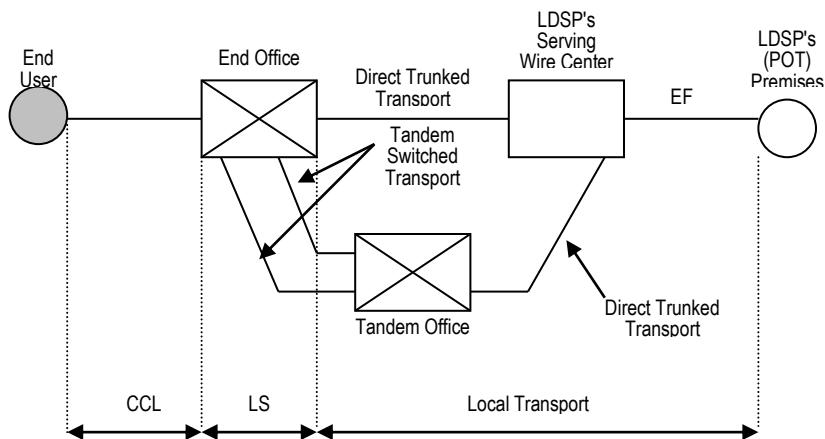 End
User
End Office
Direct Trunked
Transport
Tandem
Switched
Transport
LDSP's
Serving
Wire Center
EF
LDSP's
(POT)
Premises
Tandem Office
Direct Trunked
Transport
CCL
LS
Local Transport